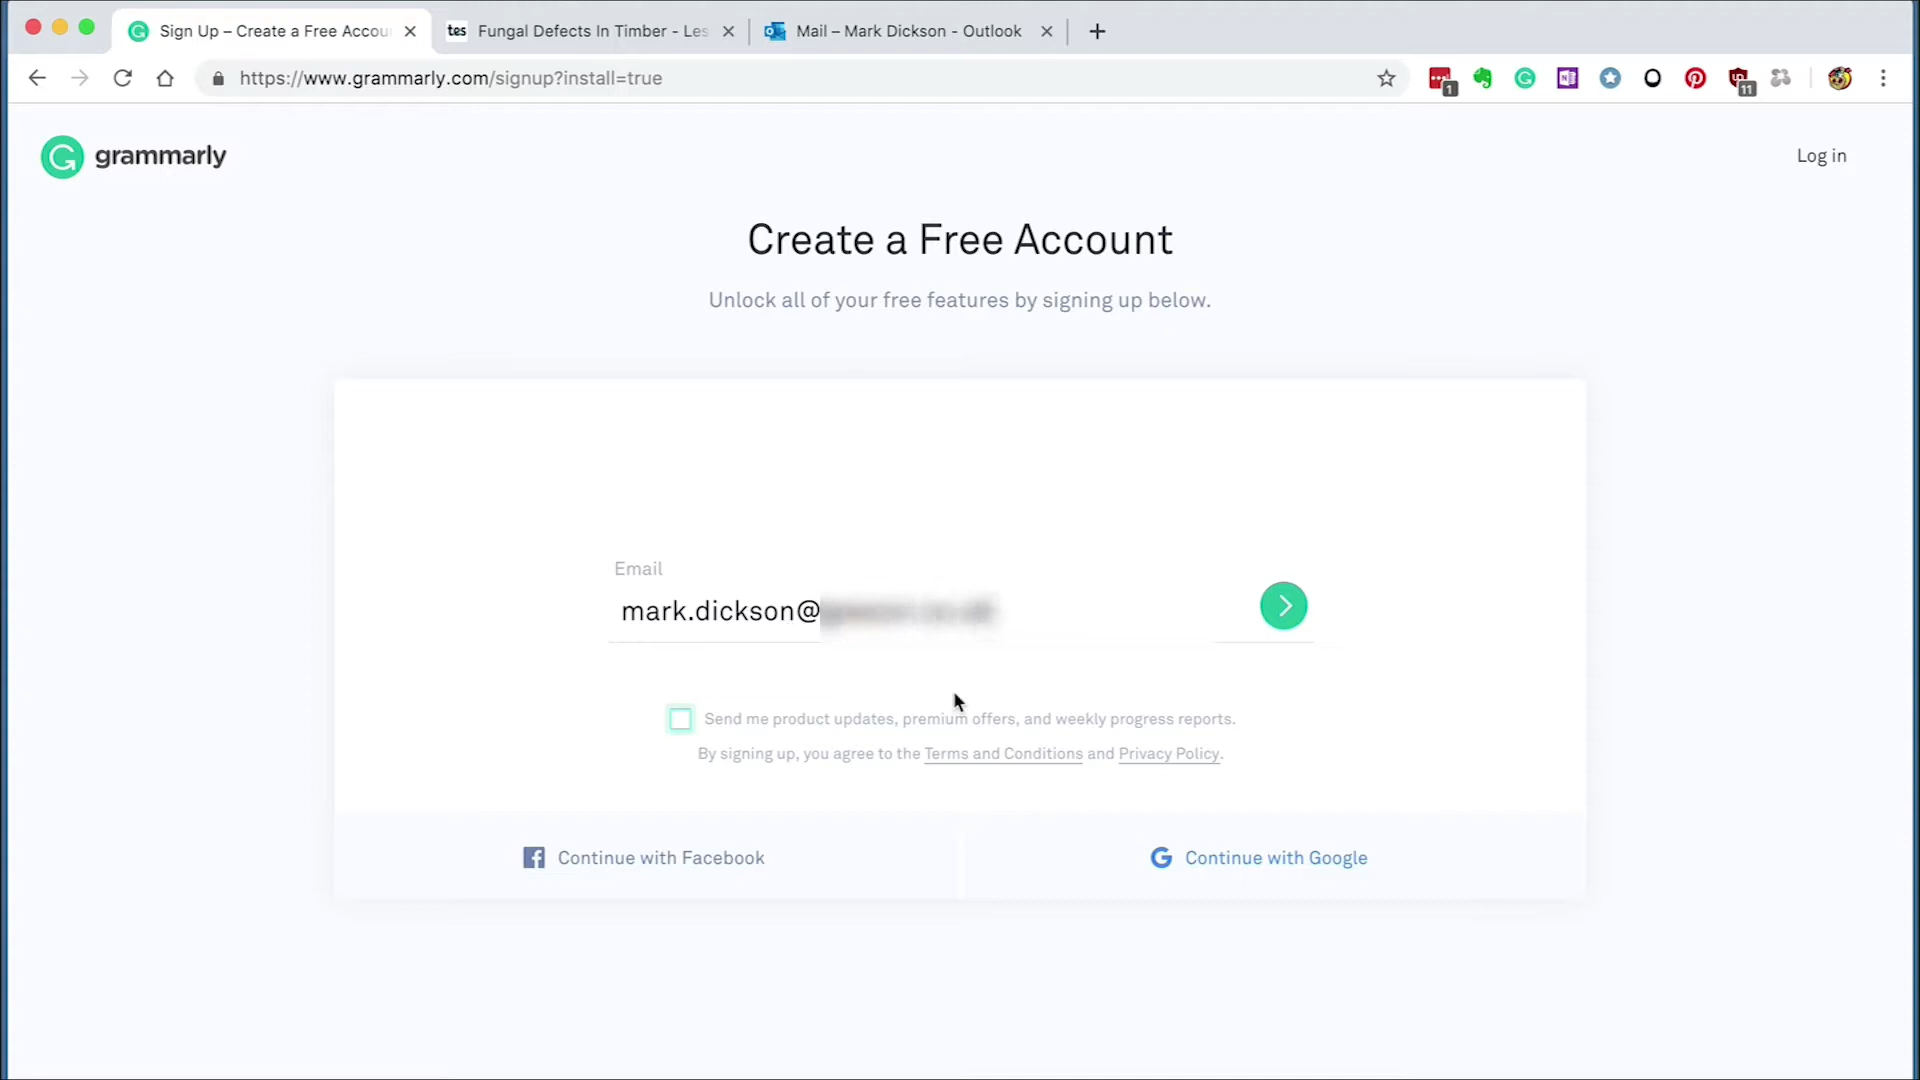 Sign Up – Create a Free Accou
Fungal Defects In Timber - Les
Mail – Mark Dickson - Outlook
https://www.grammarly.com/signup?install=true
1
11
grammarly
Log in
Create a Free Account
Unlock all of your free features by signing up below.
Email
mark.dickson@
Send me product updates, premium offers, and weekly progress reports.
By signing up, you agree to the Terms and Conditions and Privacy Policy.
Continue with Facebook
Continue with Google